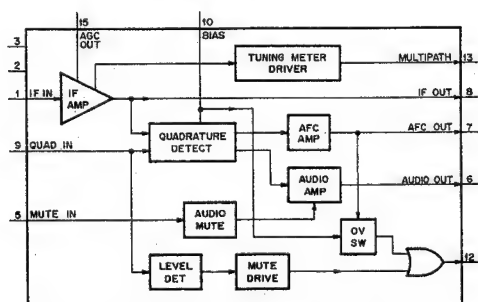 15
AGC
OUT
10
BIAS
3
2
TUNING METER
DRIVER
MULTIPATH
13
1
IF IN
IF
AMP
IF OUT
8
9
QUAD IN
QUADRATURE
DETECT
AFC
AMP
AFC OUT
7
AUDIO
AMP
AUDIO OUT
6
5
MUTE IN
AUDIO
MUTE
OV
SW
LEVEL
DET
MUTE
DRIVE
12